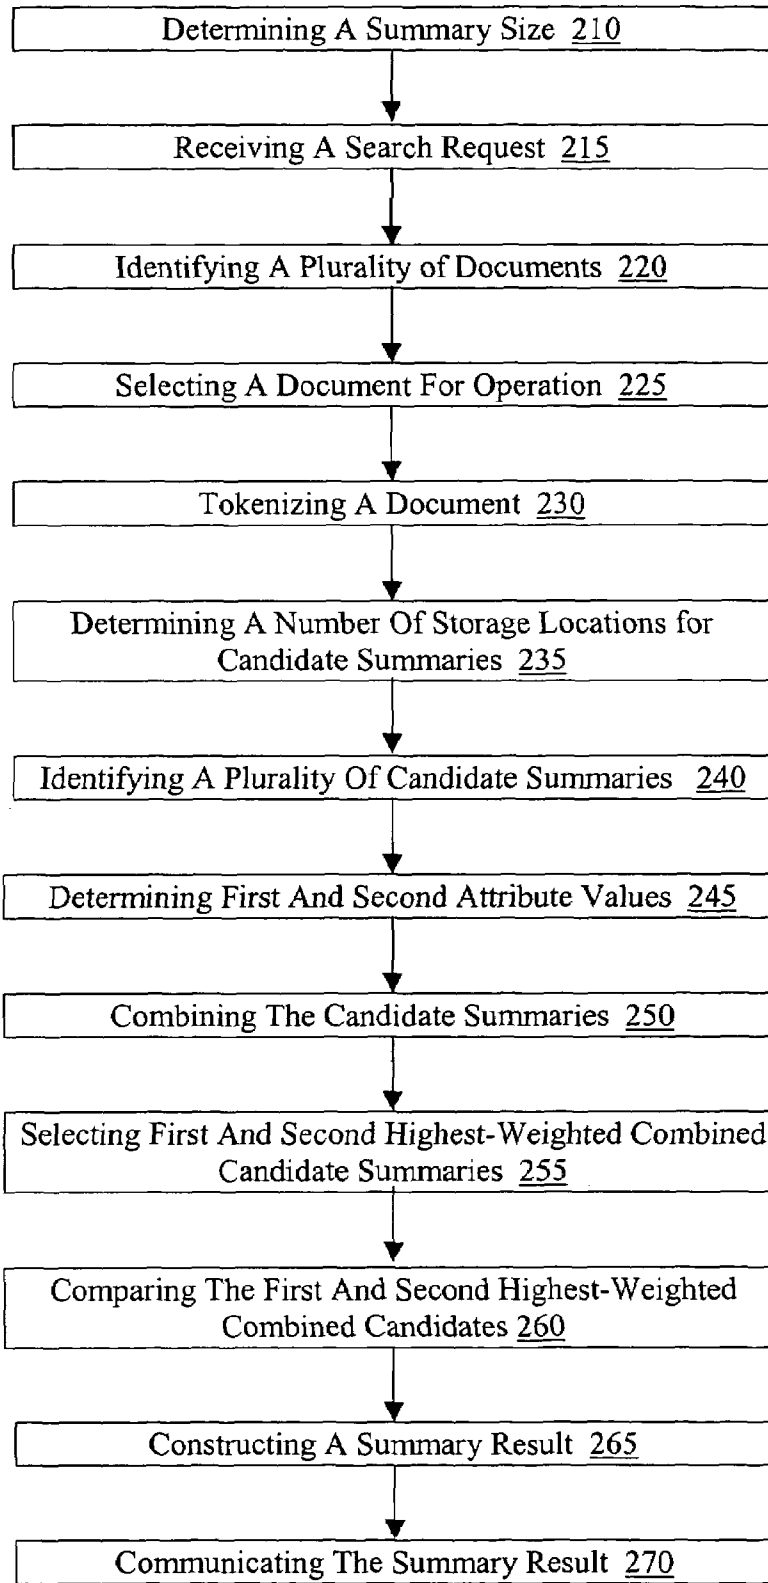 Determining A Summary Size 210
Receiving A Search Request 215
Identifying A Plurality of Documents 220
Selecting A Document For Operation 225
Tokenizing A Document 230
Determining A Number Of Storage Locations for
Candidate Summaries 235
Identifying A Plurality Of Candidate Summaries 240
Determining First And Second Attribute Values 245
Combining The Candidate Summaries 250
Selecting First And Second Highest-Weighted Combined
Candidate Summaries 255
Comparing The First And Second Highest-Weighted
Combined Candidates 260
Constructing A Summary Result 265
Communicating The Summary Result 270